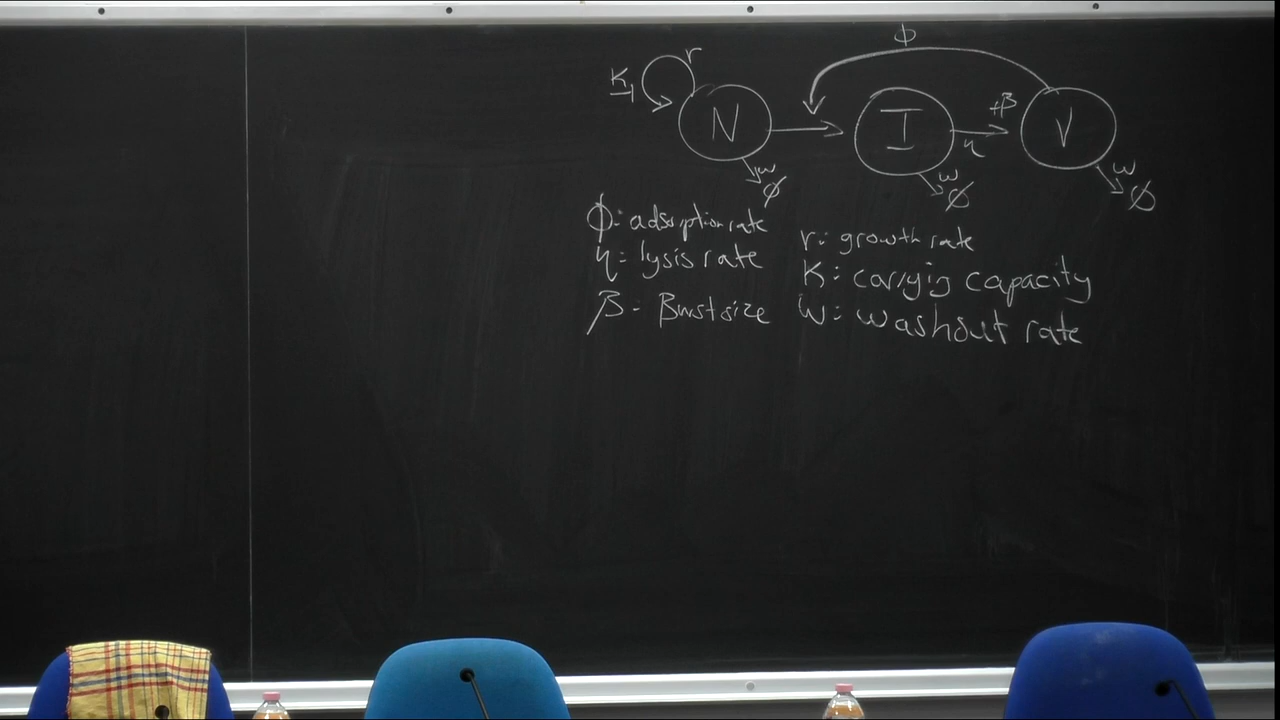 ϕ
r
K
N
I
+β
V
η
ω
∅
ω
∅
ω
∅
ϕ: adsorption rate
r: growth rate
η: lysis rate
K: carrying capacity
β: Burst size
ω: washout rate